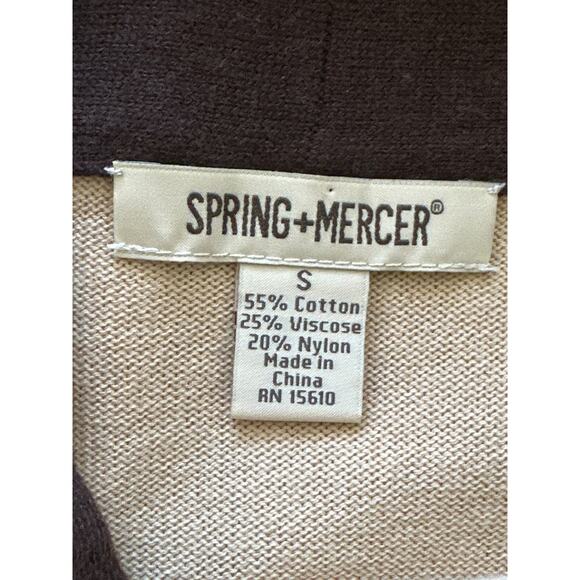 SPRING+MERCER®
S
55% Cotton
25% Viscose
20% Nylon
Made in
China
RN 15610